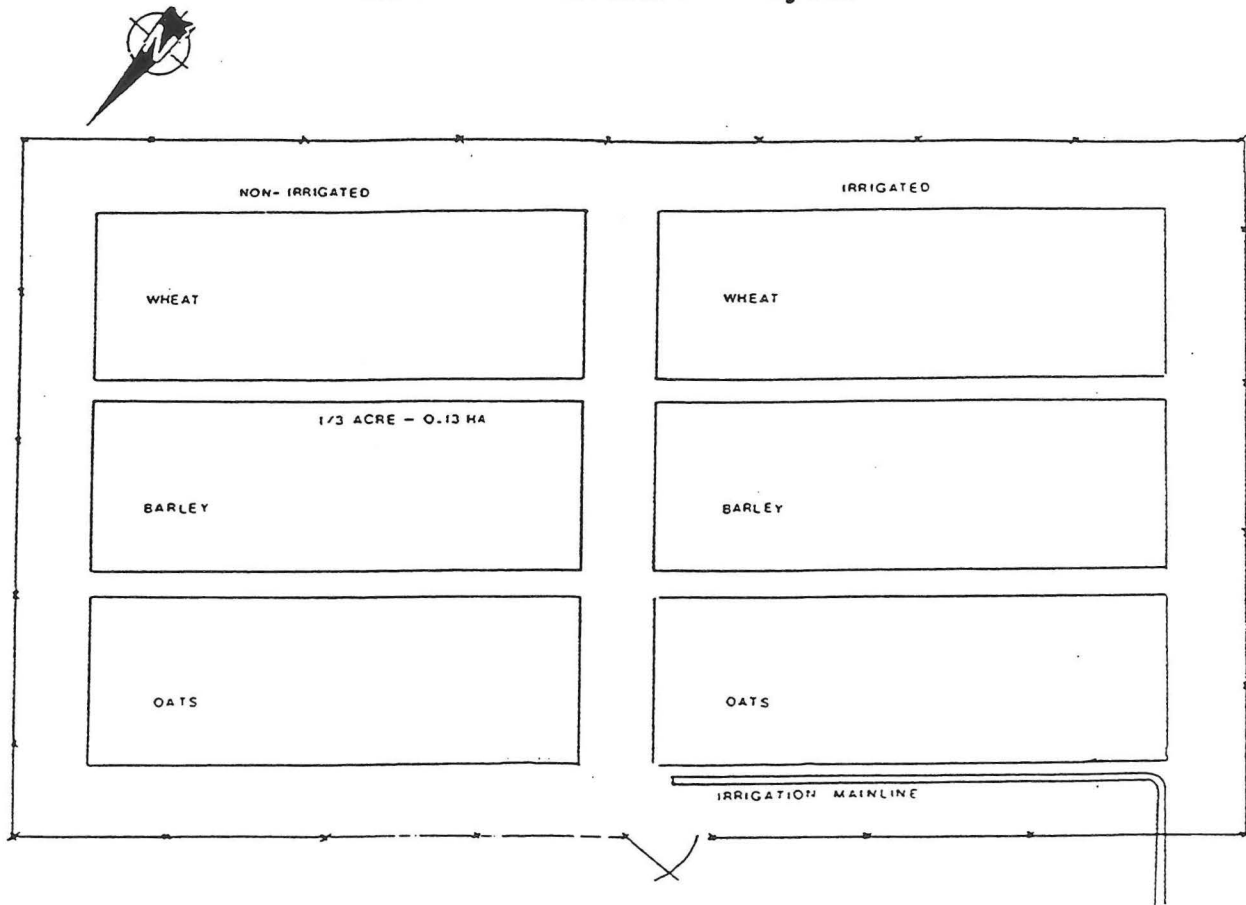 N
NON-IRRIGATED
IRRIGATED
WHEAT
WHEAT
1/3 ACRE - 0.13 HA
BARLEY
BARLEY
OATS
OATS
IRRIGATION MAINLINE